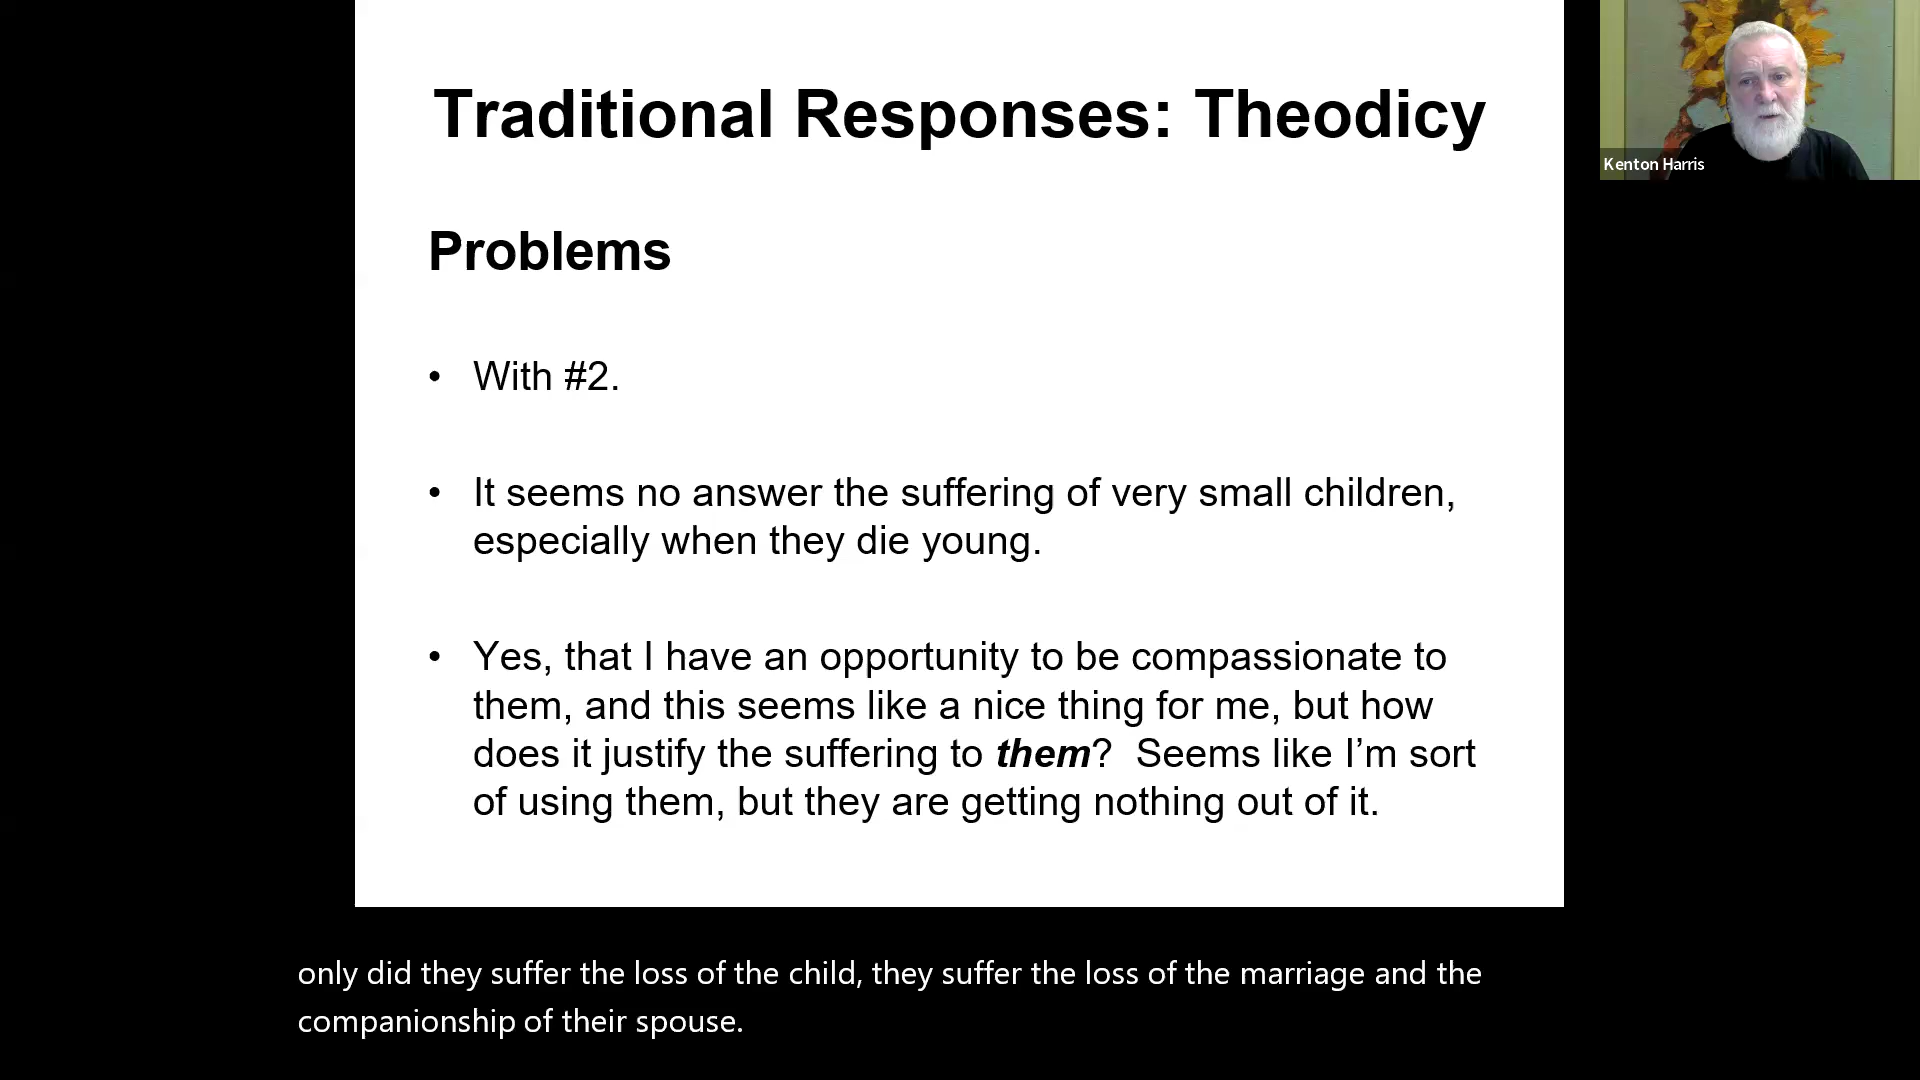 Traditional Responses: Theodicy
Kenton Harris
Problems
• With #2.
• It seems no answer the suffering of very small children,
especially when they die young.
• Yes, that I have an opportunity to be compassionate to
them, and this seems like a nice thing for me, but how
does it justify the suffering to them? Seems like I’m sort
of using them, but they are getting nothing out of it.
only did they suffer the loss of the child, they suffer the loss of the marriage and the
companionship of their spouse.